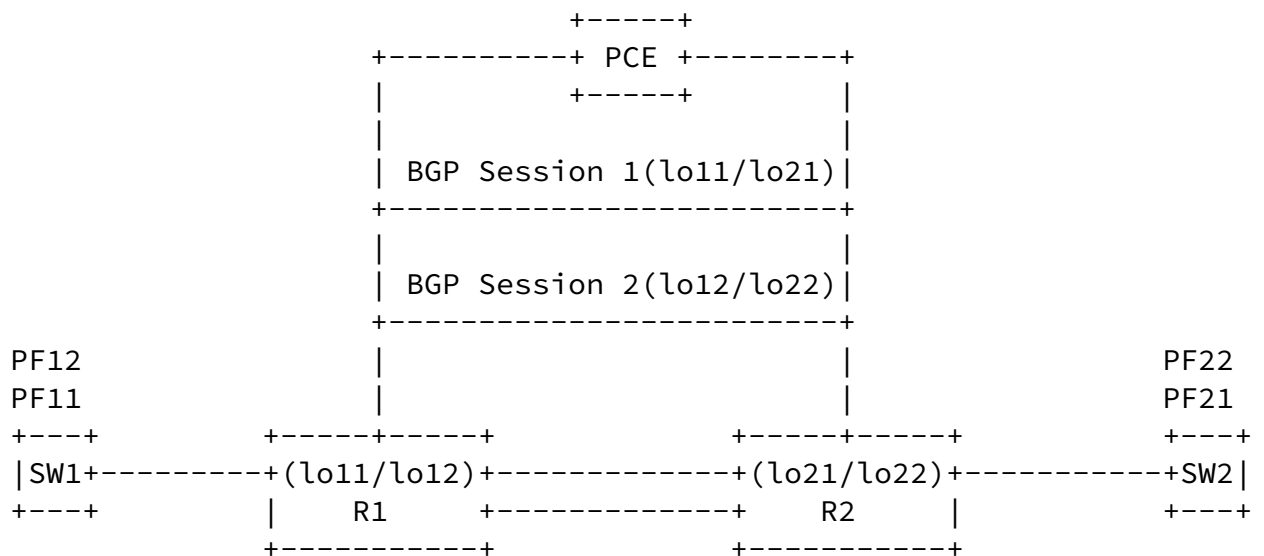 PCE
BGP Session 1(lo11/lo21)
BGP Session 2(lo12/lo22)
PF12 PF22
PF11 PF21
SW1 (lo11/lo12) (lo21/lo22) SW2
R1 R2